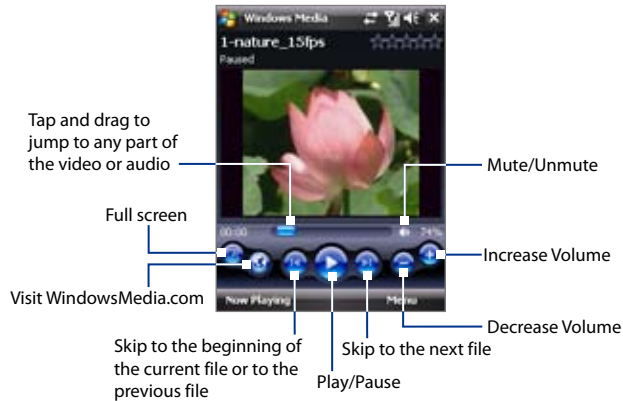 Windows Media
1-nature_15fps
Paused
Tap and drag to
jump to any part of
the video or audio
Mute/Unmute
Full screen
00:00
74%
Increase Volume
Visit WindowsMedia.com
Now Playing
Menu
Decrease Volume
Skip to the beginning of
the current file or to the
previous file
Skip to the next file
Play/Pause